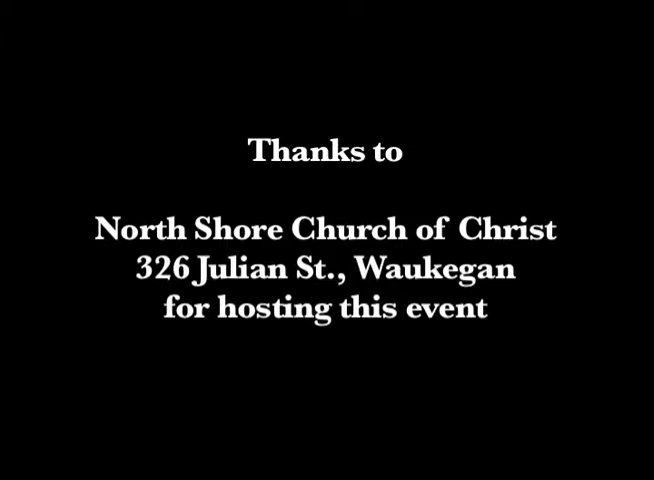 Thanks to
North Shore Church of Christ
326 Julian St., Waukegan
for hosting this event